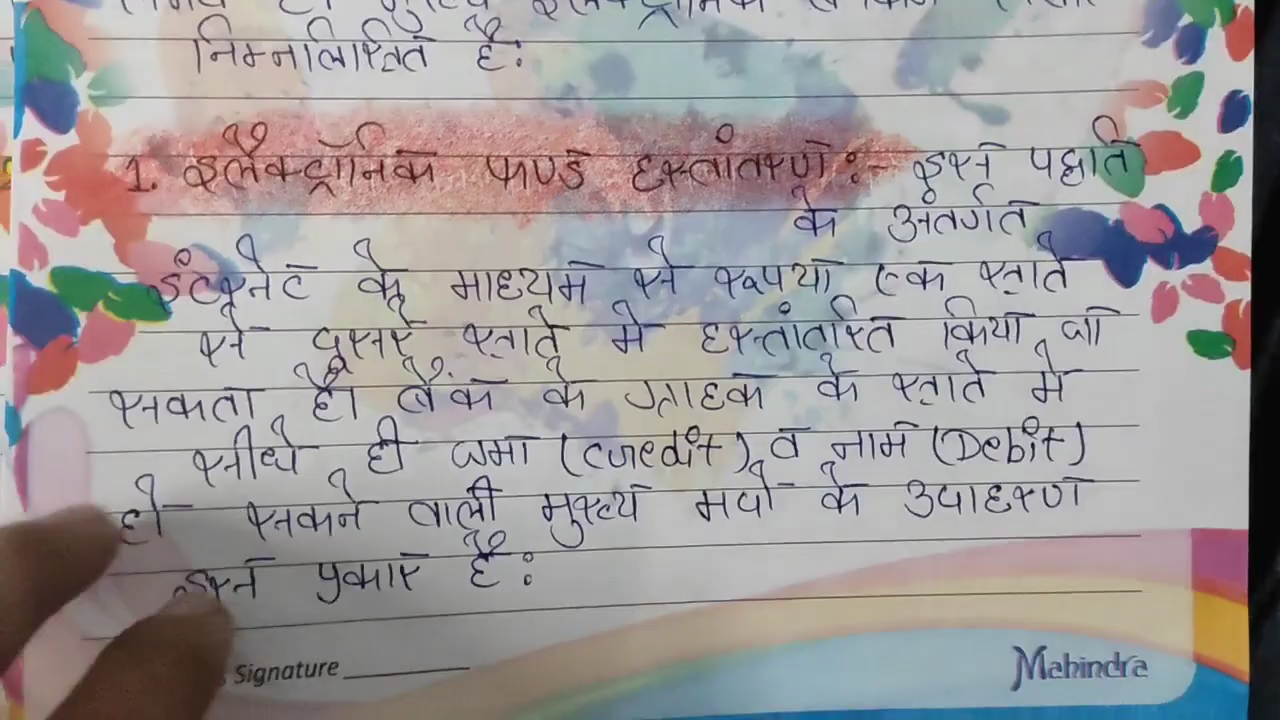 निम्नलिखित है:
1. इलैक्ट्रॉनिक फण्ड हस्तांतरण :- इस पद्धति
के अंतर्गत
इंटरनेट के माध्यम से रूपया एक खाते
से दूसरे खाते में हस्तांतरित किया जा
सकता है। बैंक के ग्राहक के खाते में
सीधे ही जमा (credit) व नाम (Debit)
हो सकने वाली मुख्य मदो के उदाहरण
इस प्रकार है:
Signature
Mahindra